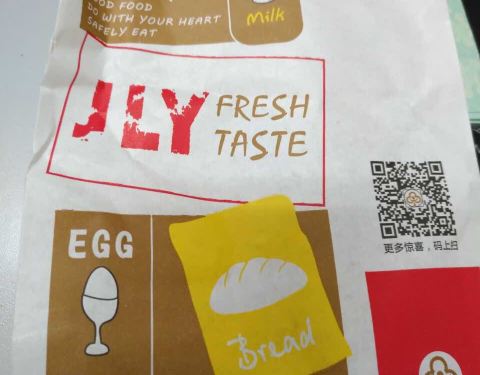 GOOD FOOD
DO WITH YOUR HEART
SAFELY EAT
Milk
JLY
FRESH
TASTE
更多惊喜，码上扫
EGG
Bread